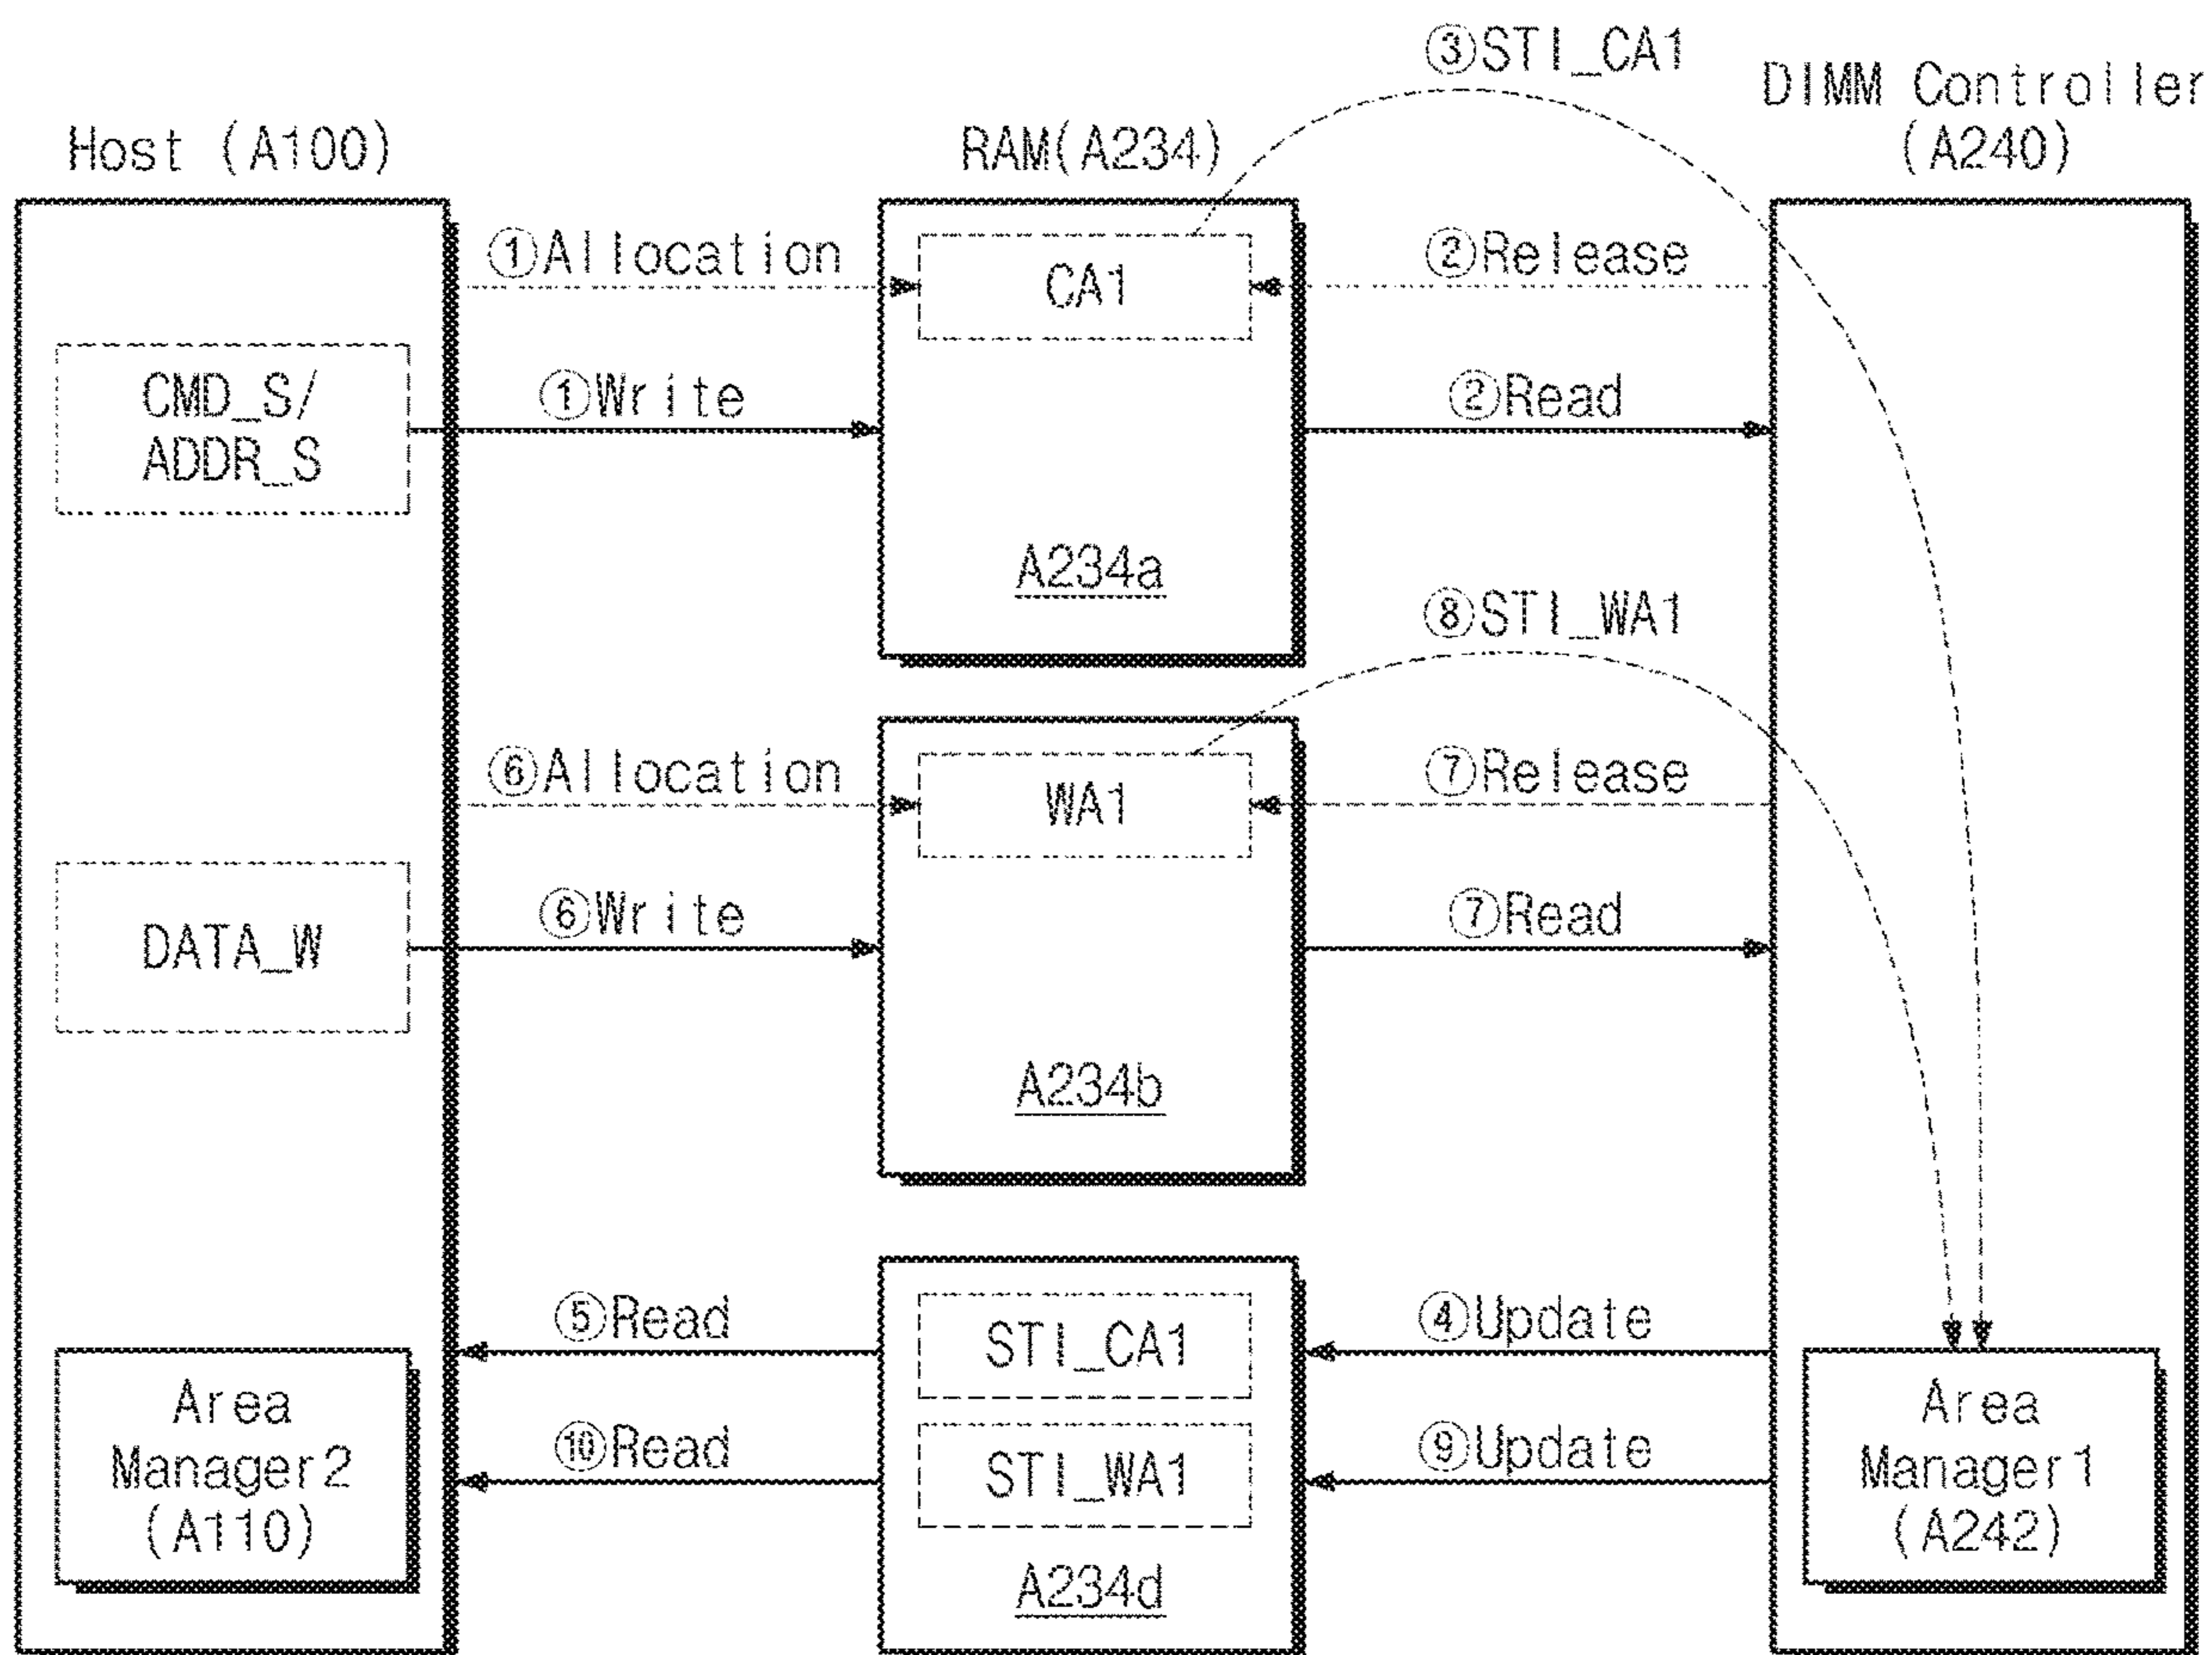 ③STI_CA1
DIMM Controller
(A240)
Host (A100)
RAM(A234)
①Allocation
CA1
②Release
CMD_S/
ADDR_S
①Write
②Read
A234a
⑧STI_WA1
⑥Allocation
WA1
⑦Release
DATA_W
⑥Write
⑦Read
A234b
⑤Read
STI_CA1
④Update
Area
Manager2
(A110)
⑩Read
STI_WA1
⑨Update
Area
Manager1
(A242)
A234d